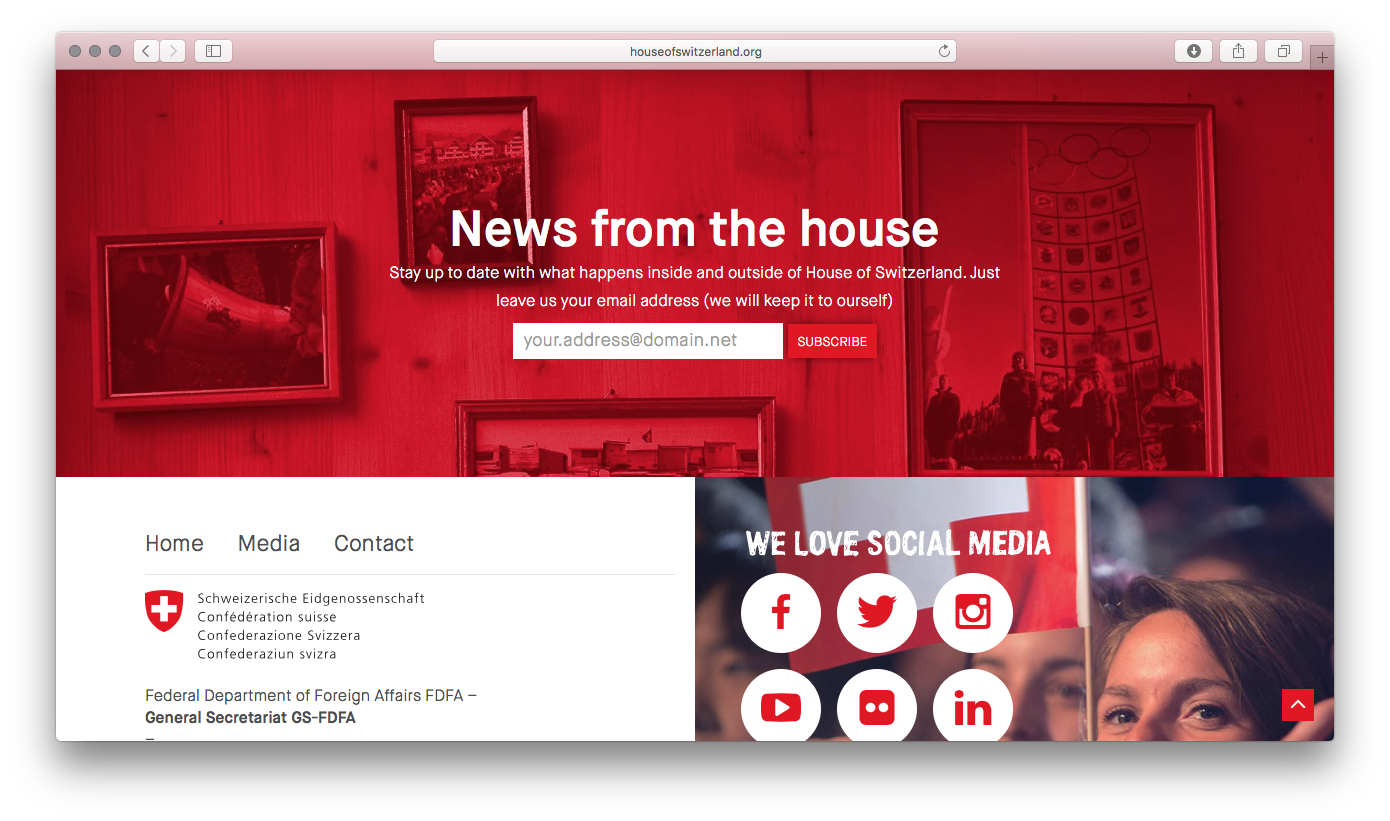 houseofswitzerland.org
News from the house
Stay up to date with what happens inside and outside of House of Switzerland. Just
leave us your email address (we will keep it to ourself)
your.address@domain.net
SUBSCRIBE
Home Media Contact
Schweizerische Eidgenossenschaft
Confédération suisse
Confederazione Svizzera
Confederaziun svizra
Federal Department of Foreign Affairs FDFA –
General Secretariat GS-FDFA
–
WE LOVE SOCIAL MEDIA